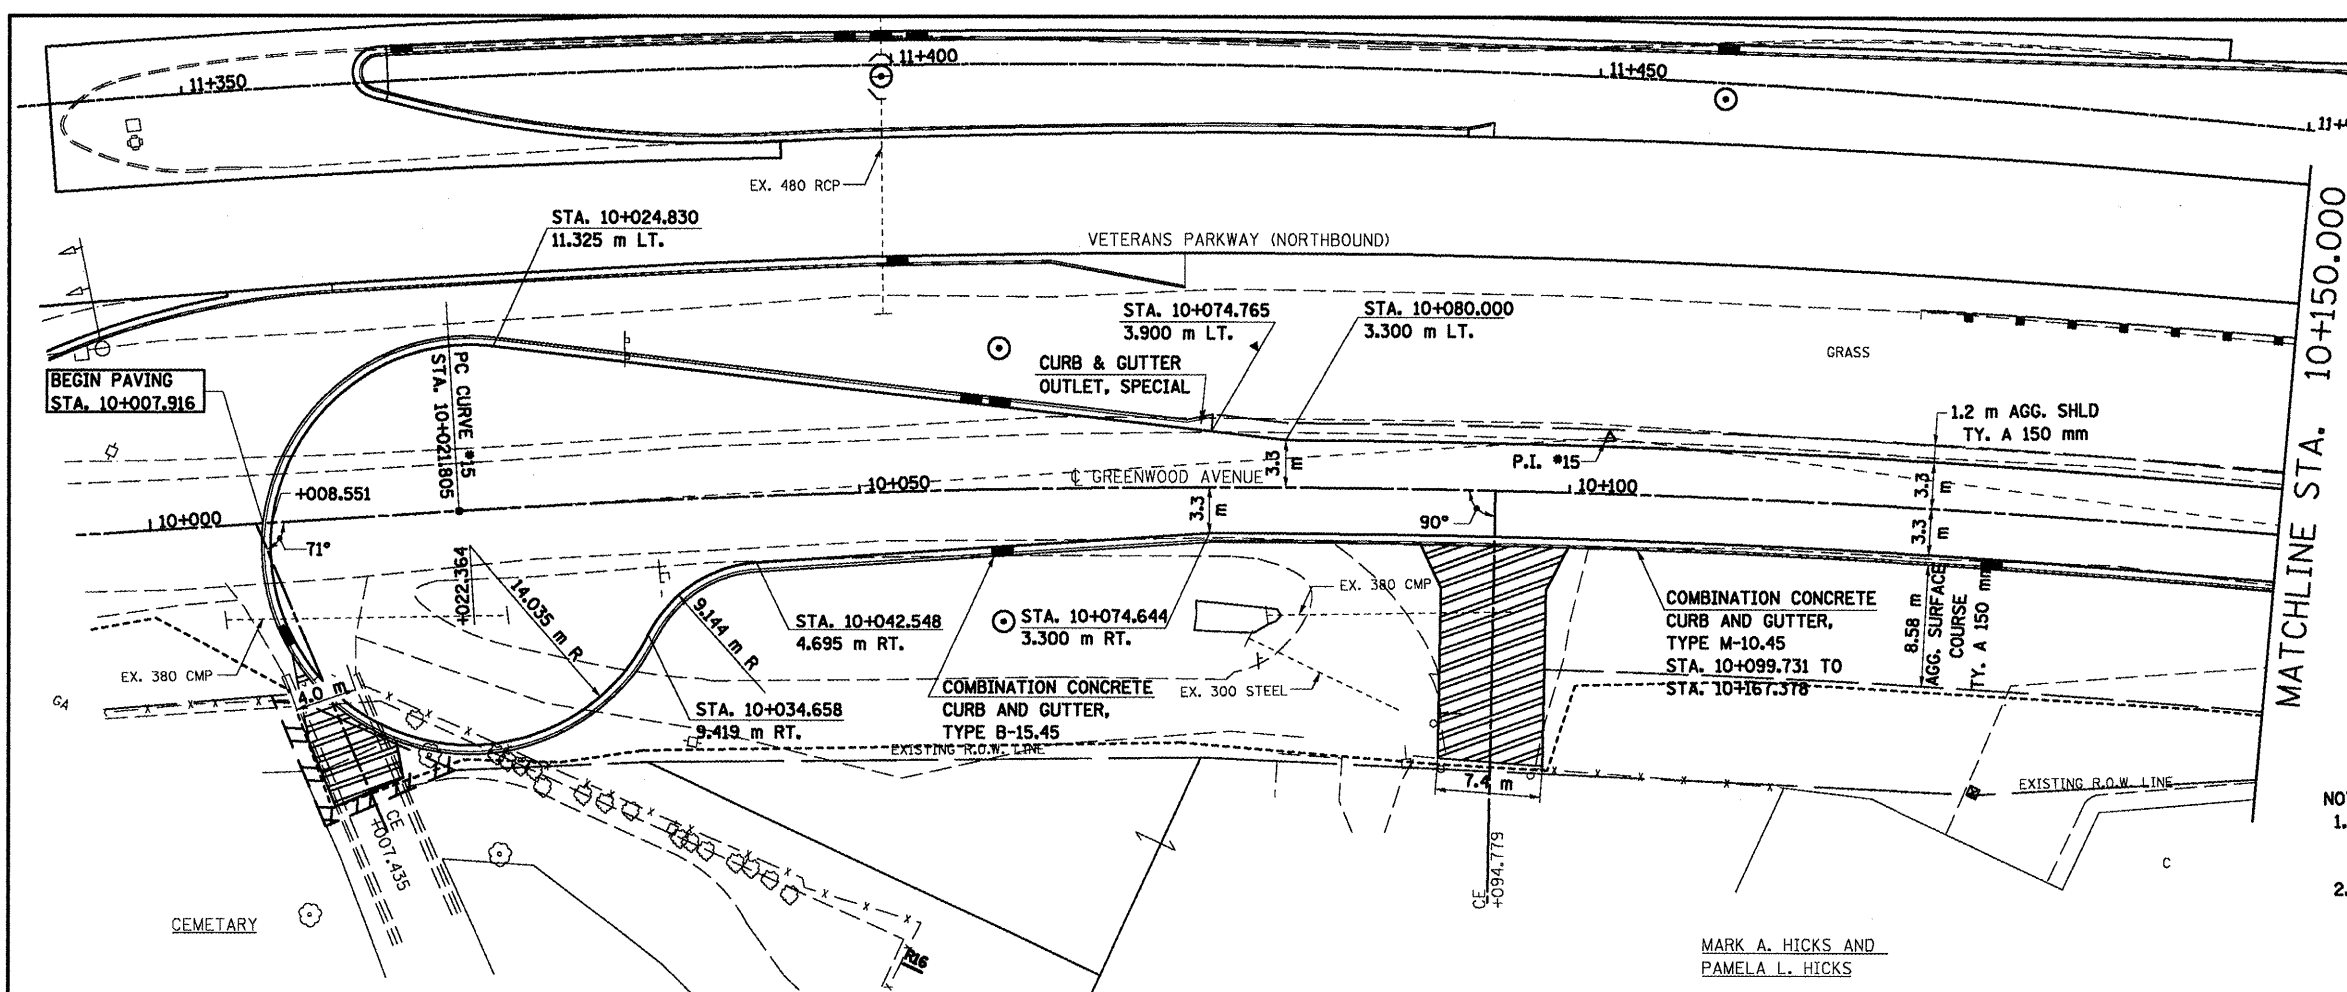 11+350
11+400
11+450
11+4
EX. 480 RCP
STA. 10+024.830
11.325 m LT.
VETERANS PARKWAY (NORTHBOUND)
STA. 10+074.765
3.900 m LT.
STA. 10+080.000
3.300 m LT.
CURB & GUTTER
OUTLET, SPECIAL
GRASS
BEGIN PAVING
STA. 10+007.916
PC CURVE #15
STA. 10+021.805
1.2 m AGG. SHLD
TY. A 150 mm
P.I. #15
3.3
m
℄ GREENWOOD AVENUE
+008.551
10+000
10+050
10+100
3.3
m
90°
3.3
m
3.3
m
71°
+022.364
14.035 m R
9.144 m R
STA. 10+042.548
4.695 m RT.
STA. 10+074.644
3.300 m RT.
EX. 380 CMP
COMBINATION CONCRETE
CURB AND GUTTER,
TYPE M-10.45
STA. 10+099.731 TO
STA. 10+167.378
8.58 m
AGG. SURFACE
COURSE
TY. A 150 mm
MATCHLINE STA. 10+150.000
EX. 380 CMP
GA
4.0 m
STA. 10+034.658
9.419 m RT.
COMBINATION CONCRETE
CURB AND GUTTER,
TYPE B-15.45
EX. 300 STEEL
EXISTING R.O.W. LINE
7.4 m
EXISTING R.O.W. LINE
NO
1.
2.
CE
+007.435
CE
+094.779
C
CEMETARY
R16
MARK A. HICKS AND
PAMELA L. HICKS